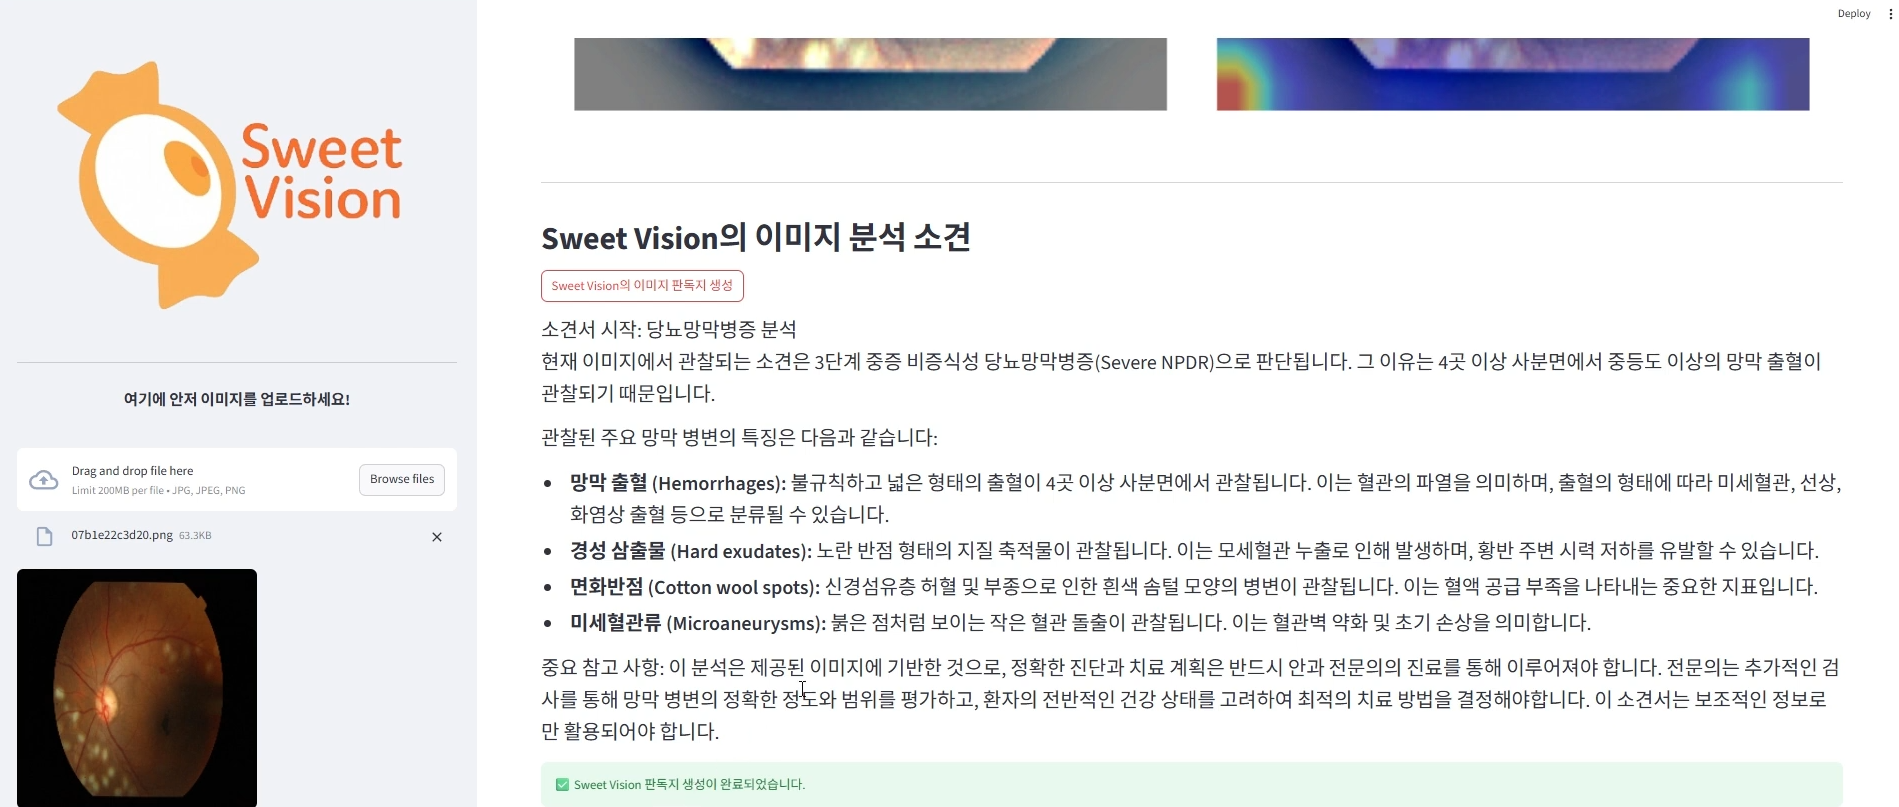 Deploy
Sweet
Vision
여기에 안저 이미지를 업로드하세요!
Drag and drop file here
Limit 200MB per file • JPG, JPEG, PNG
Browse files
07b1e22c3d20.png 63.3KB
Sweet Vision의 이미지 분석 소견
Sweet Vision의 이미지 판독지 생성
소견서 시작: 당뇨망막병증 분석
현재 이미지에서 관찰되는 소견은 3단계 중증 비증식성 당뇨망막병증(Severe NPDR)으로 판단됩니다. 그 이유는 4곳 이상 사분면에서 중등도 이상의 망막 출혈이
관찰되기 때문입니다.
관찰된 주요 망막 병변의 특징은 다음과 같습니다:
• 망막 출혈 (Hemorrhages): 불규칙하고 넓은 형태의 출혈이 4곳 이상 사분면에서 관찰됩니다. 이는 혈관의 파열을 의미하며, 출혈의 형태에 따라 미세혈관, 선상,
화염상 출혈 등으로 분류될 수 있습니다.
• 경성 삼출물 (Hard exudates): 노란 반점 형태의 지질 축적물이 관찰됩니다. 이는 모세혈관 누출로 인해 발생하며, 황반 주변 시력 저하를 유발할 수 있습니다.
• 면화반점 (Cotton wool spots): 신경섬유층 허혈 및 부종으로 인한 흰색 솜털 모양의 병변이 관찰됩니다. 이는 혈액 공급 부족을 나타내는 중요한 지표입니다.
• 미세혈관류 (Microaneurysms): 붉은 점처럼 보이는 작은 혈관 돌출이 관찰됩니다. 이는 혈관벽 약화 및 초기 손상을 의미합니다.
중요 참고 사항: 이 분석은 제공된 이미지에 기반한 것으로, 정확한 진단과 치료 계획은 반드시 안과 전문의의 진료를 통해 이루어져야 합니다. 전문의는 추가적인 검
사를 통해 망막 병변의 정확한 정도와 범위를 평가하고, 환자의 전반적인 건강 상태를 고려하여 최적의 치료 방법을 결정해야합니다. 이 소견서는 보조적인 정보로
만 활용되어야 합니다.
✅ Sweet Vision 판독지 생성이 완료되었습니다.